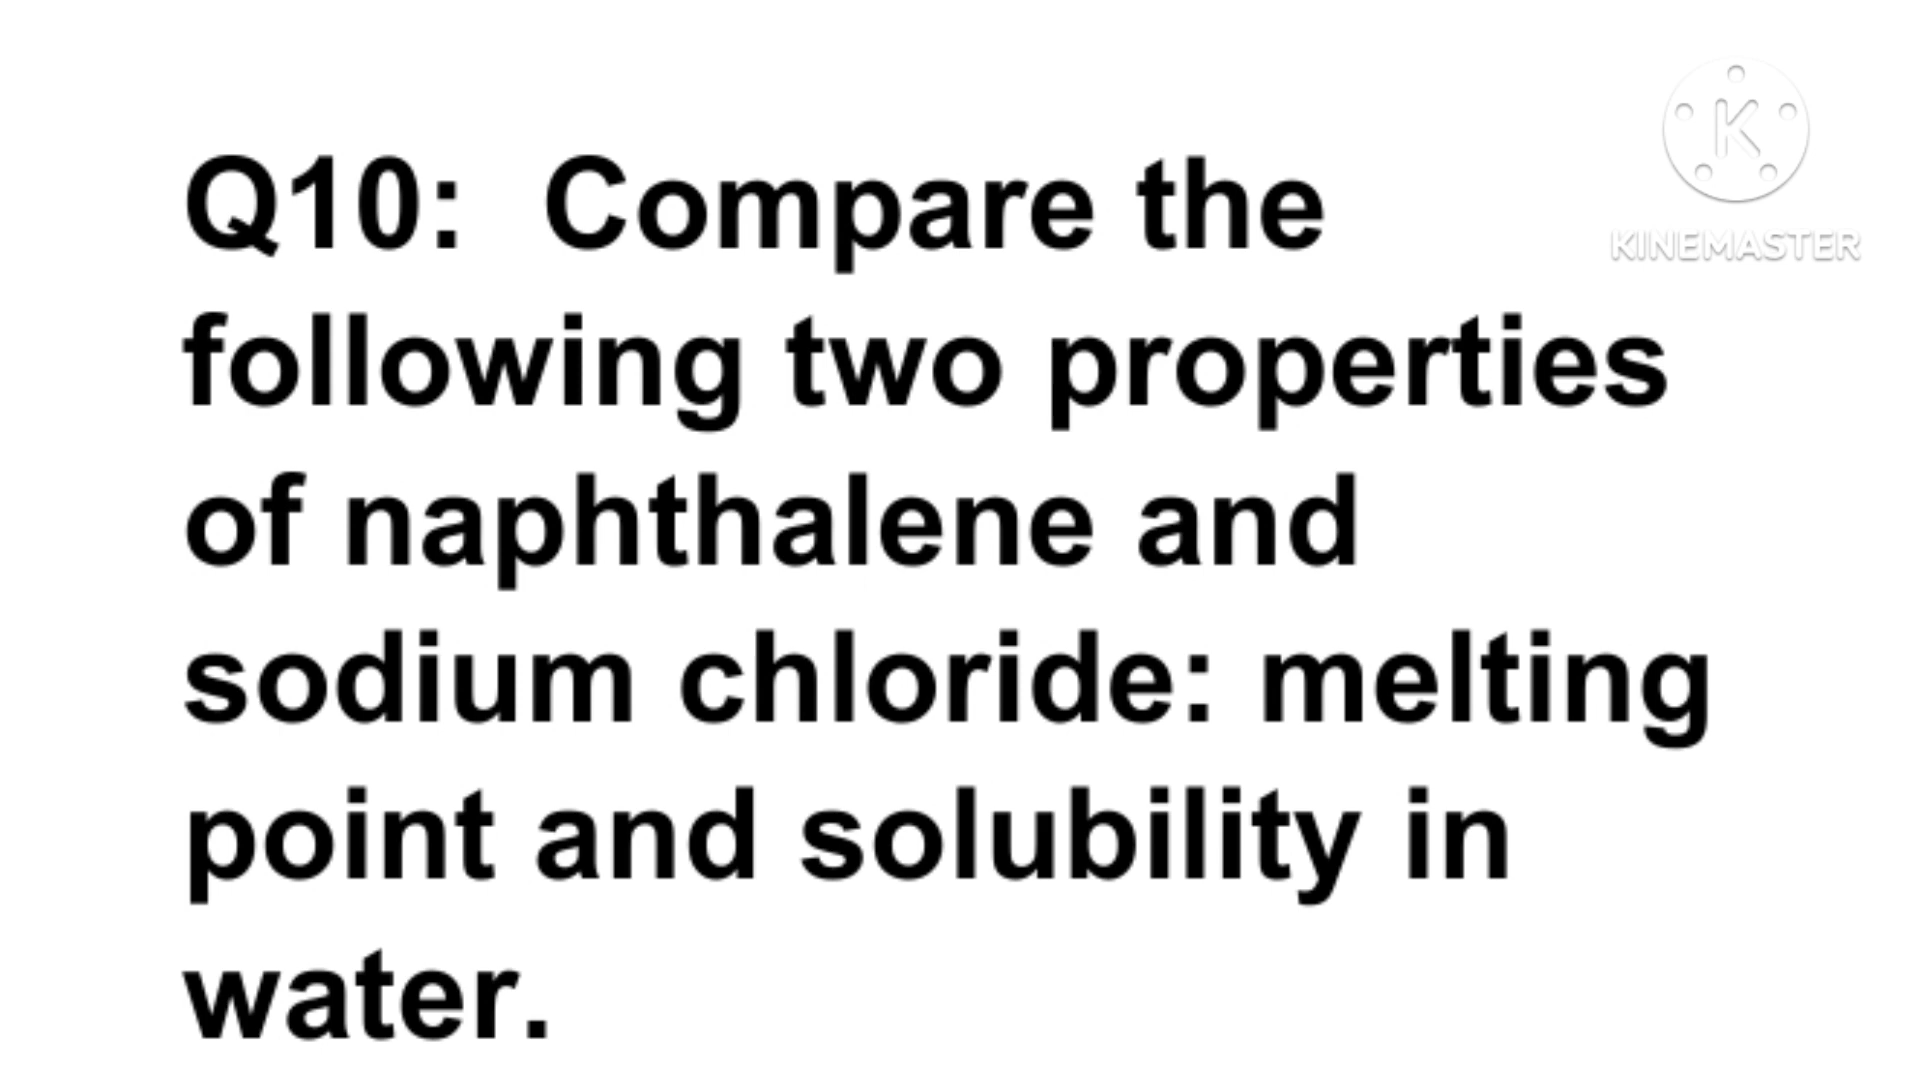 Q10:  Compare the
KINEMASTER
following two properties
of naphthalene and
sodium chloride: melting
point and solubility in
water.